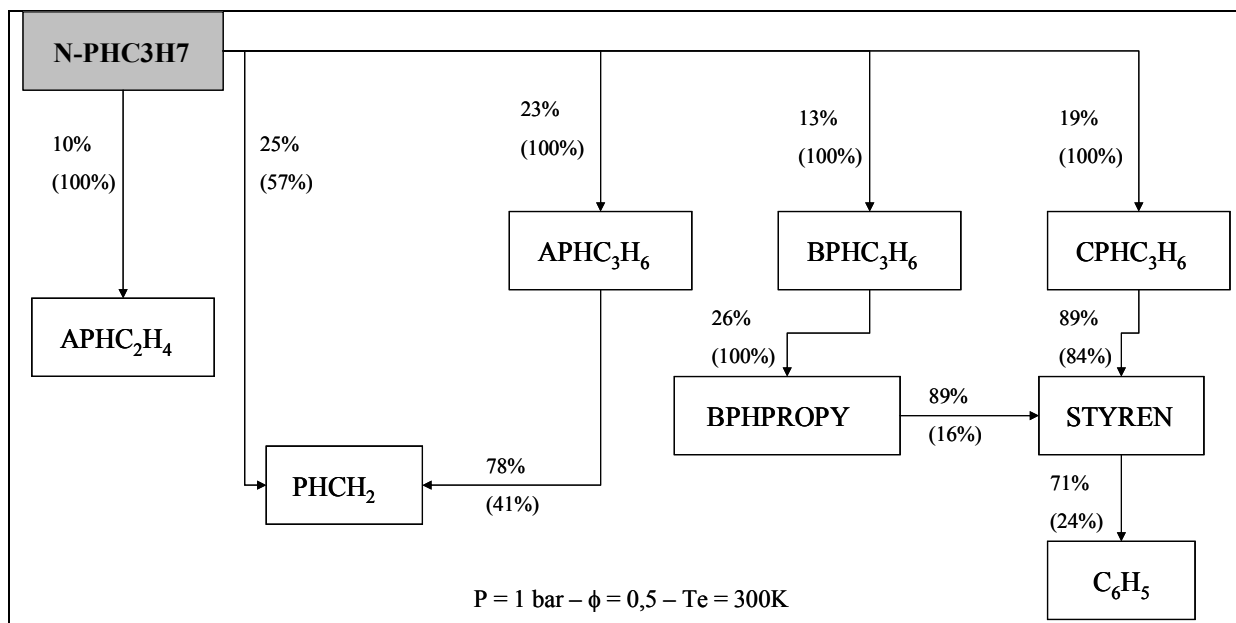 N-PHC3H7
10%
(100%)
25%
(57%)
23%
(100%)
13%
(100%)
19%
(100%)
APHC₃H₆
BPHC₃H₆
CPHC₃H₆
APHC₂H₄
26%
(100%)
89%
(84%)
BPHPROPY
89%
(16%)
STYREN
PHCH₂
78%
(41%)
71%
(24%)
C₆H₅
P = 1 bar – ϕ = 0,5 – Te = 300K